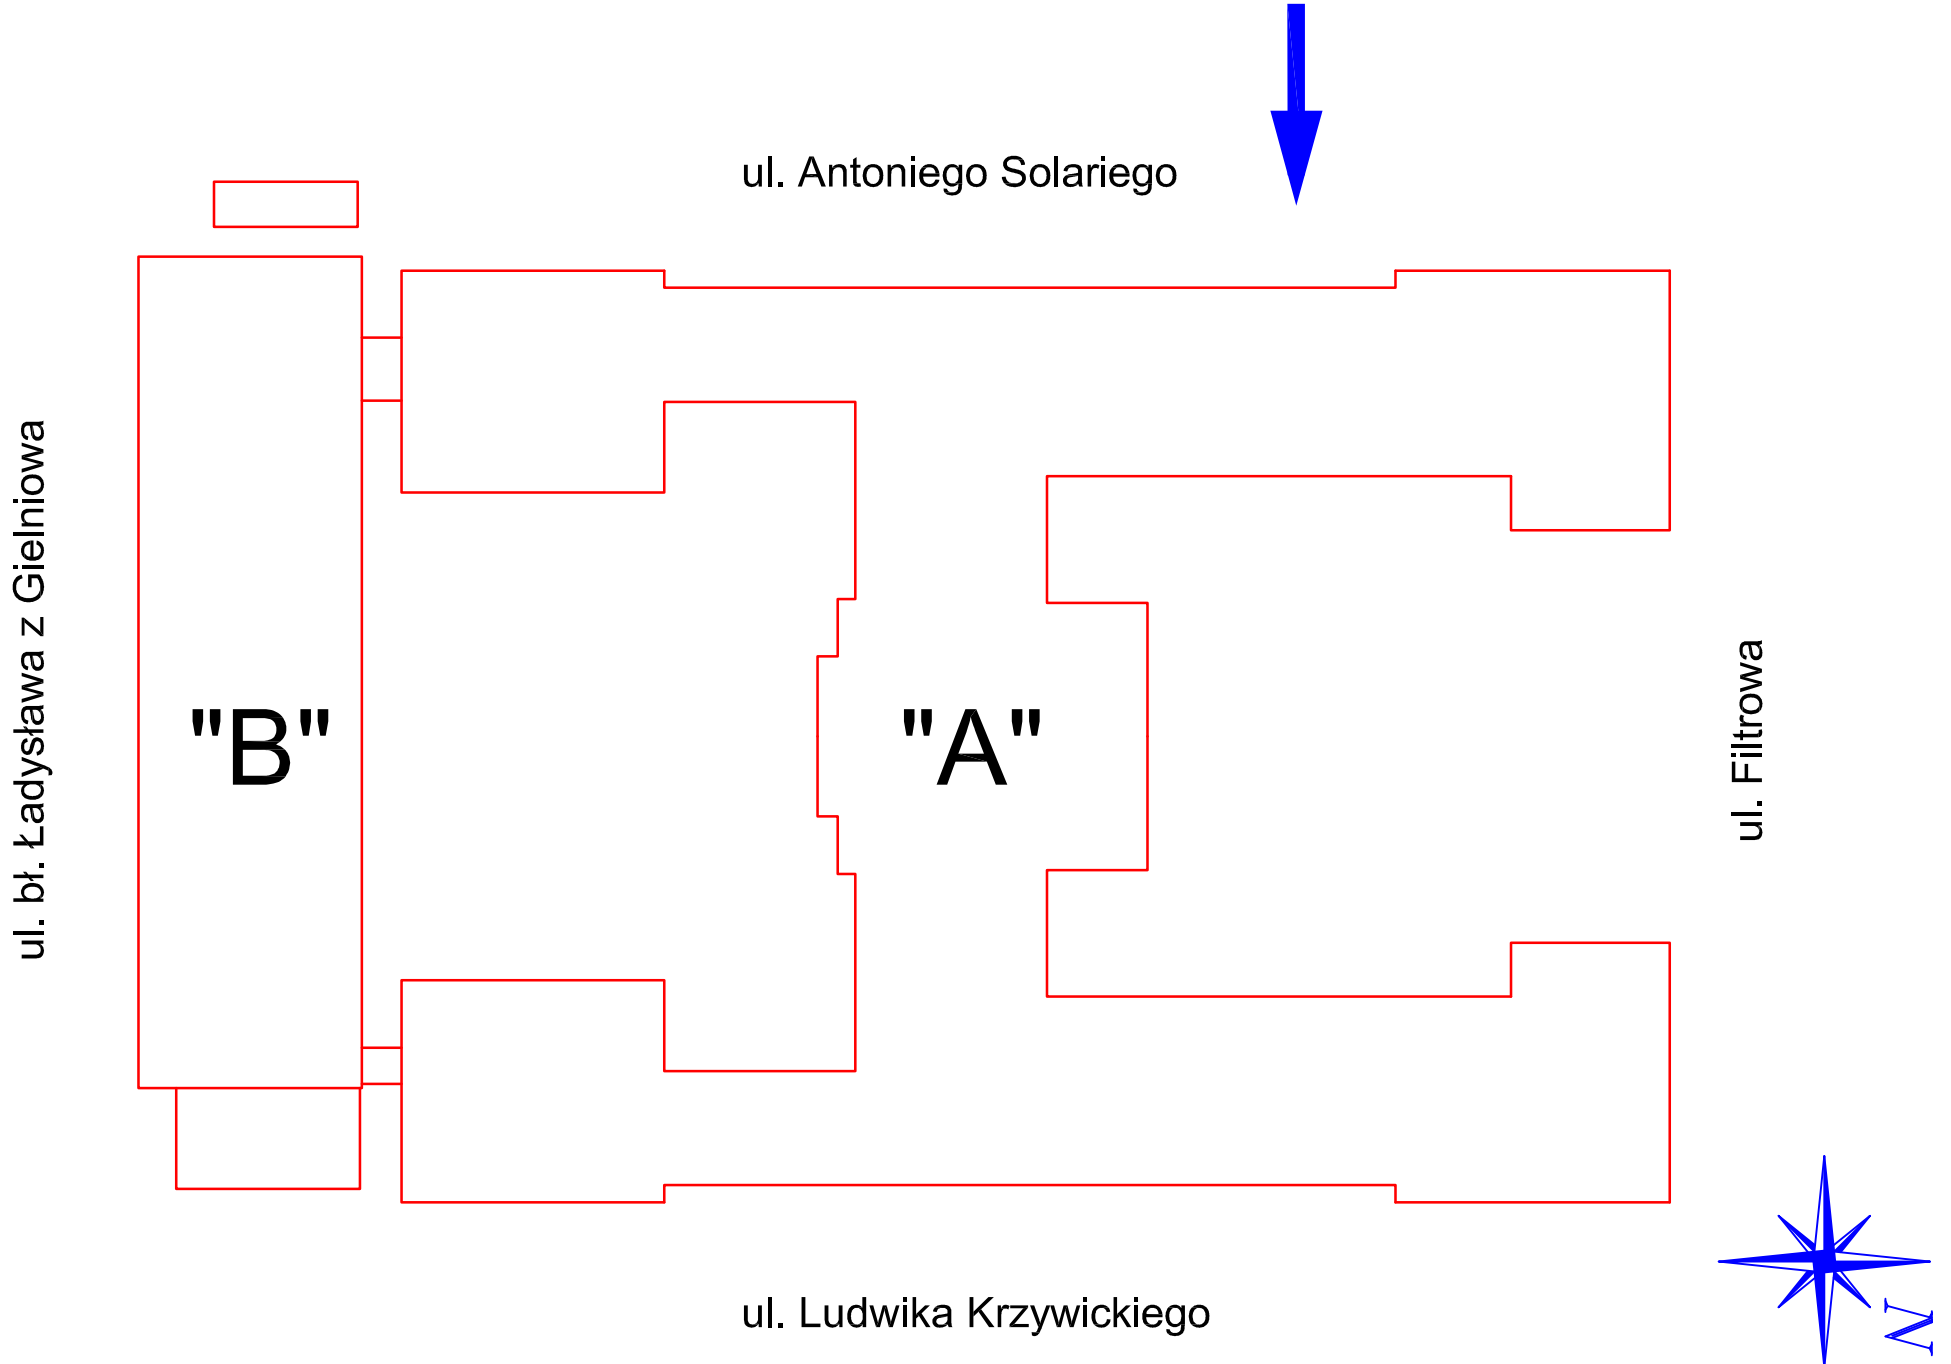 ul. Antoniego Solariego
ul. bł. Ładysława z Gielniowa
"B"
"A"
ul. Filtrowa
ul. Ludwika Krzywickiego
N